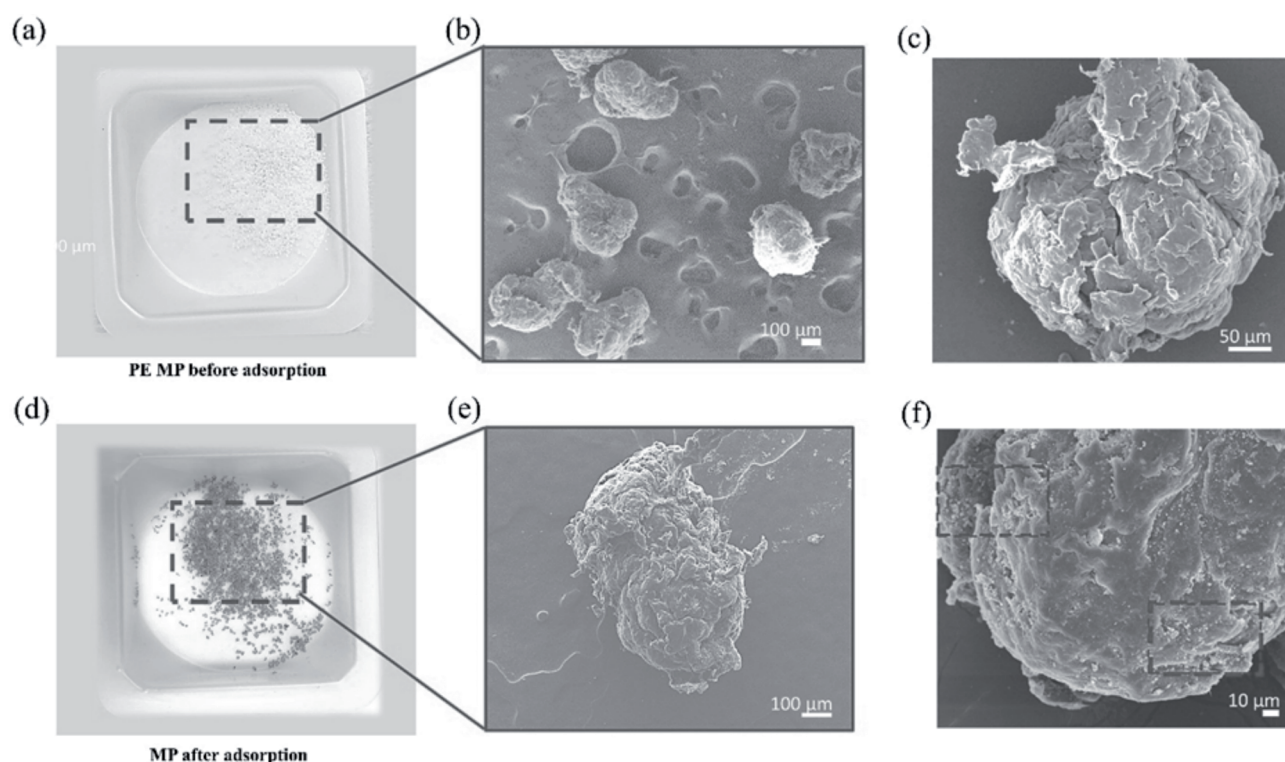 (a)
(b)
(c)
100 μm
50 μm
PE MP before adsorption
(d)
(e)
(f)
100 μm
10 μm
MP after adsorption